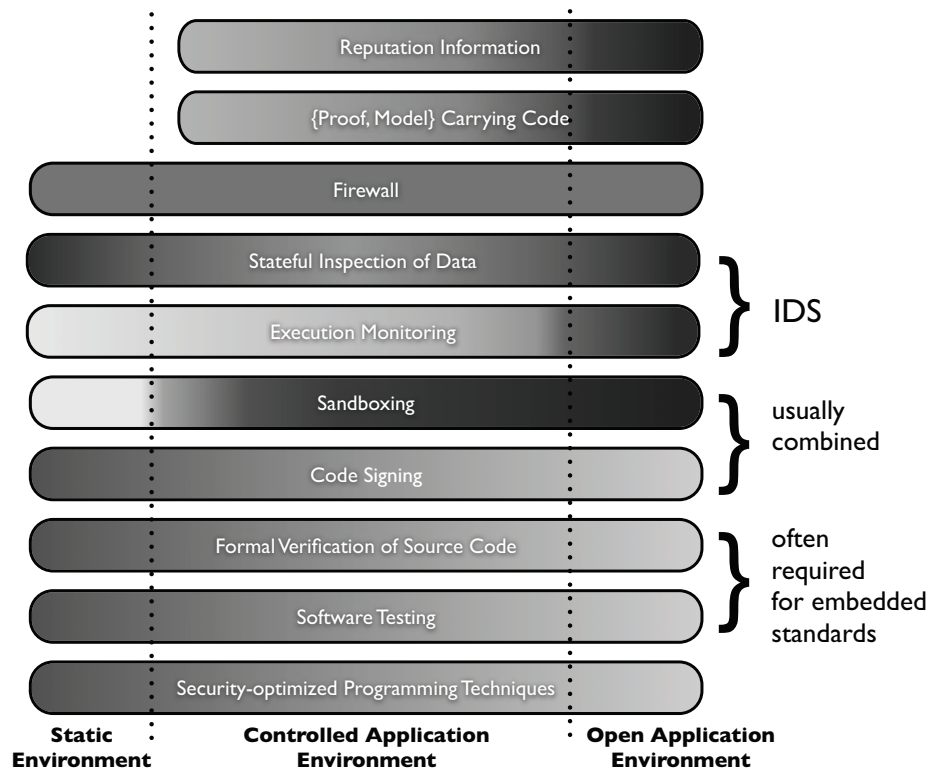 Reputation Information
{Proof, Model} Carrying Code
Firewall
Stateful Inspection of Data
Execution Monitoring
IDS
Sandboxing
Code Signing
usually
combined
Formal Verification of Source Code
Software Testing
often
required
for embedded
standards
Security-optimized Programming Techniques
Static
Environment
Controlled Application
Environment
Open Application
Environment